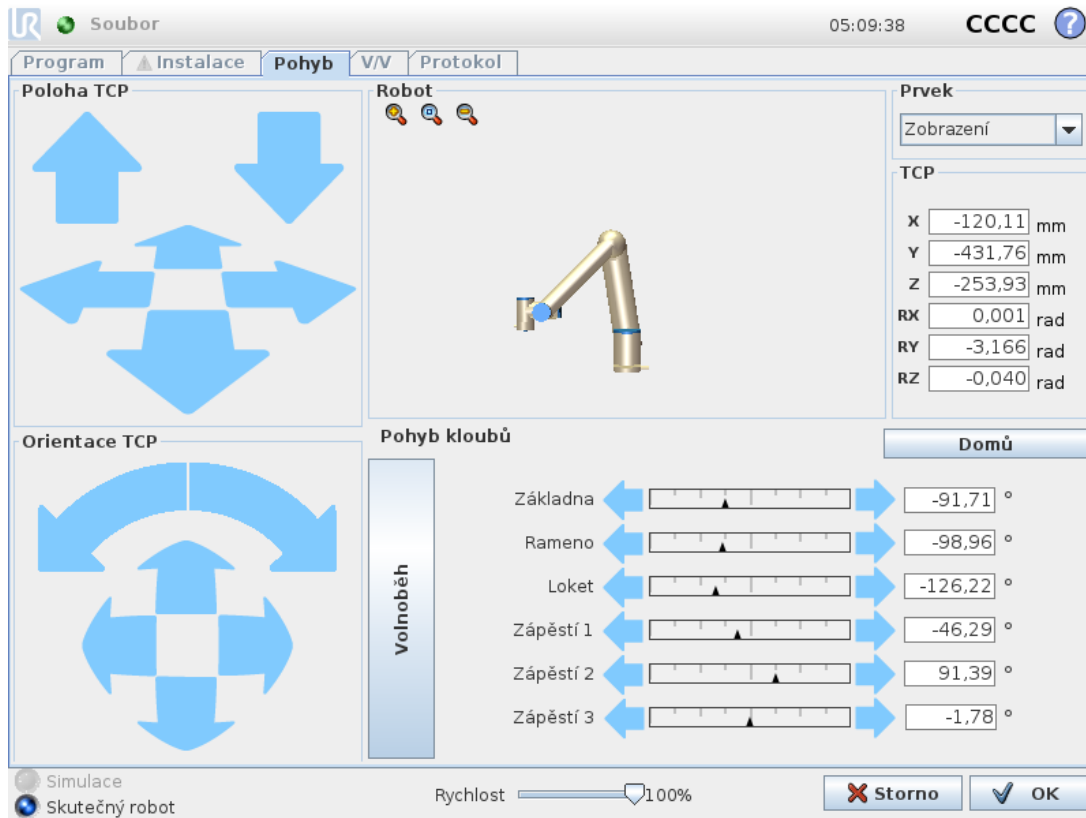 UR Soubor 05:09:38 CCCC ?
Program Instalace Pohyb V/V Protokol
Poloha TCP
Robot
Prvek
Zobrazení
TCP
X -120,11 mm
Y -431,76 mm
Z -253,93 mm
RX 0,001 rad
RY -3,166 rad
RZ -0,040 rad
Orientace TCP
Pohyb kloubů
Domů
Volnoběh
Základna -91,71 °
Rameno -98,96 °
Loket -126,22 °
Zápěstí 1 -46,29 °
Zápěstí 2 91,39 °
Zápěstí 3 -1,78 °
Simulace
Skutečný robot
Rychlost 100%
Storno OK